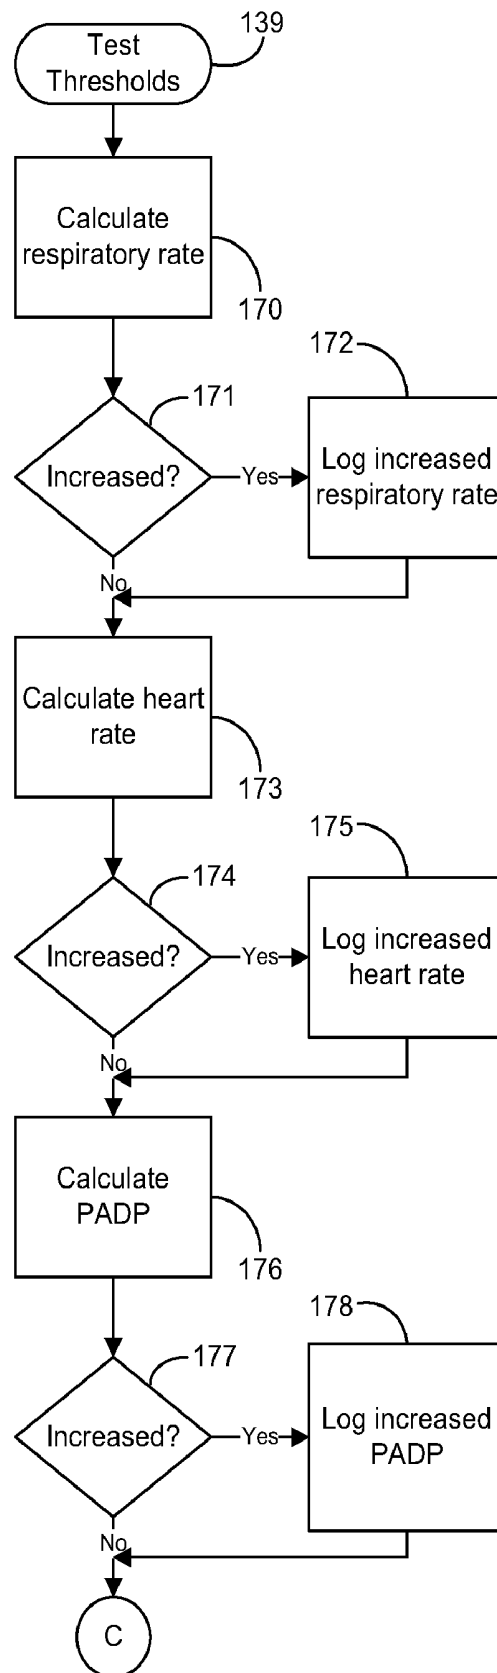 Test
Thresholds
139
Calculate
respiratory rate
170
171
Increased?
Yes
172
Log increased
respiratory rate
No
Calculate heart
rate
173
174
Increased?
Yes
175
Log increased
heart rate
No
Calculate
PADP
176
177
Increased?
Yes
178
Log increased
PADP
No
C